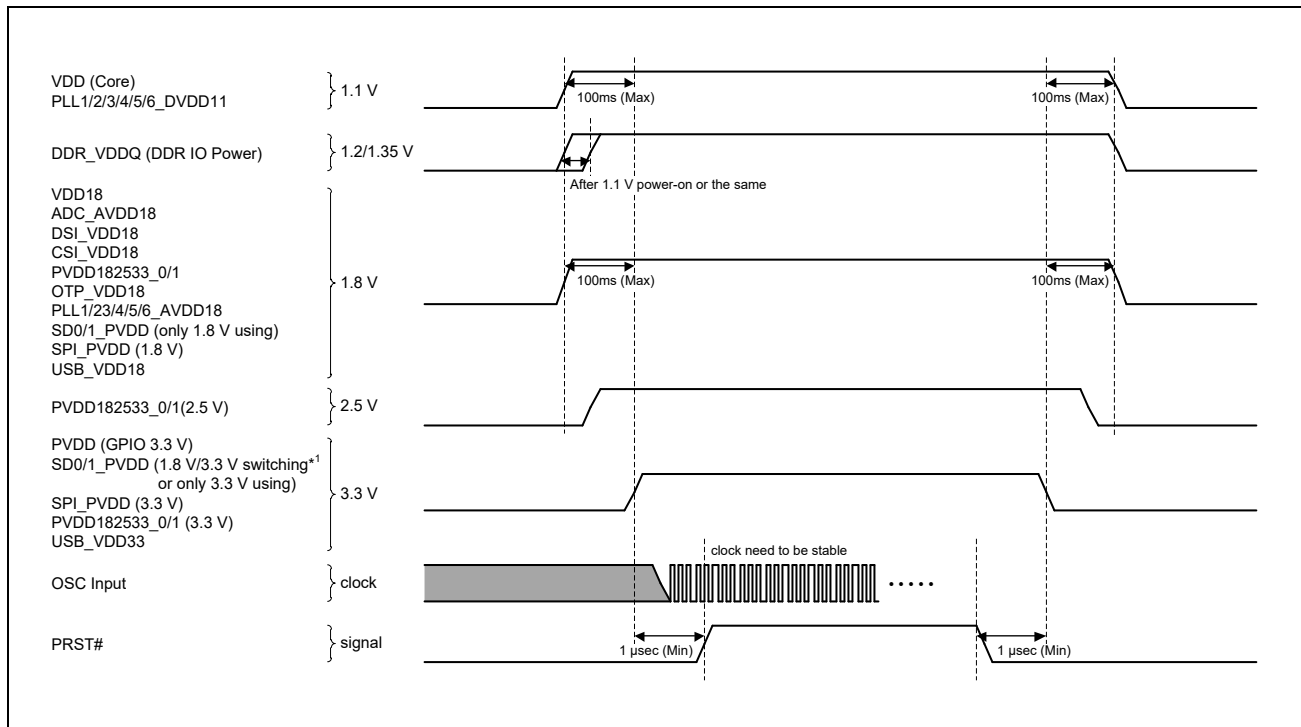 VDD (Core)
PLL1/2/3/4/5/6_DVDD11
1.1 V
100ms (Max)
100ms (Max)
DDR_VDDQ (DDR IO Power)
1.2/1.35 V
After 1.1 V power-on or the same
VDD18
ADC_AVDD18
DSI_VDD18
CSI_VDD18
PVDD182533_0/1
OTP_VDD18
PLL1/23/4/5/6_AVDD18
SD0/1_PVDD (only 1.8 V using)
SPI_PVDD (1.8 V)
USB_VDD18
1.8 V
100ms (Max)
100ms (Max)
PVDD182533_0/1(2.5 V)
2.5 V
PVDD (GPIO 3.3 V)
SD0/1_PVDD (1.8 V/3.3 V switching*1
or only 3.3 V using)
SPI_PVDD (3.3 V)
PVDD182533_0/1 (3.3 V)
USB_VDD33
3.3 V
clock need to be stable
OSC Input
clock
PRST#
signal
1 µsec (Min)
1 µsec (Min)